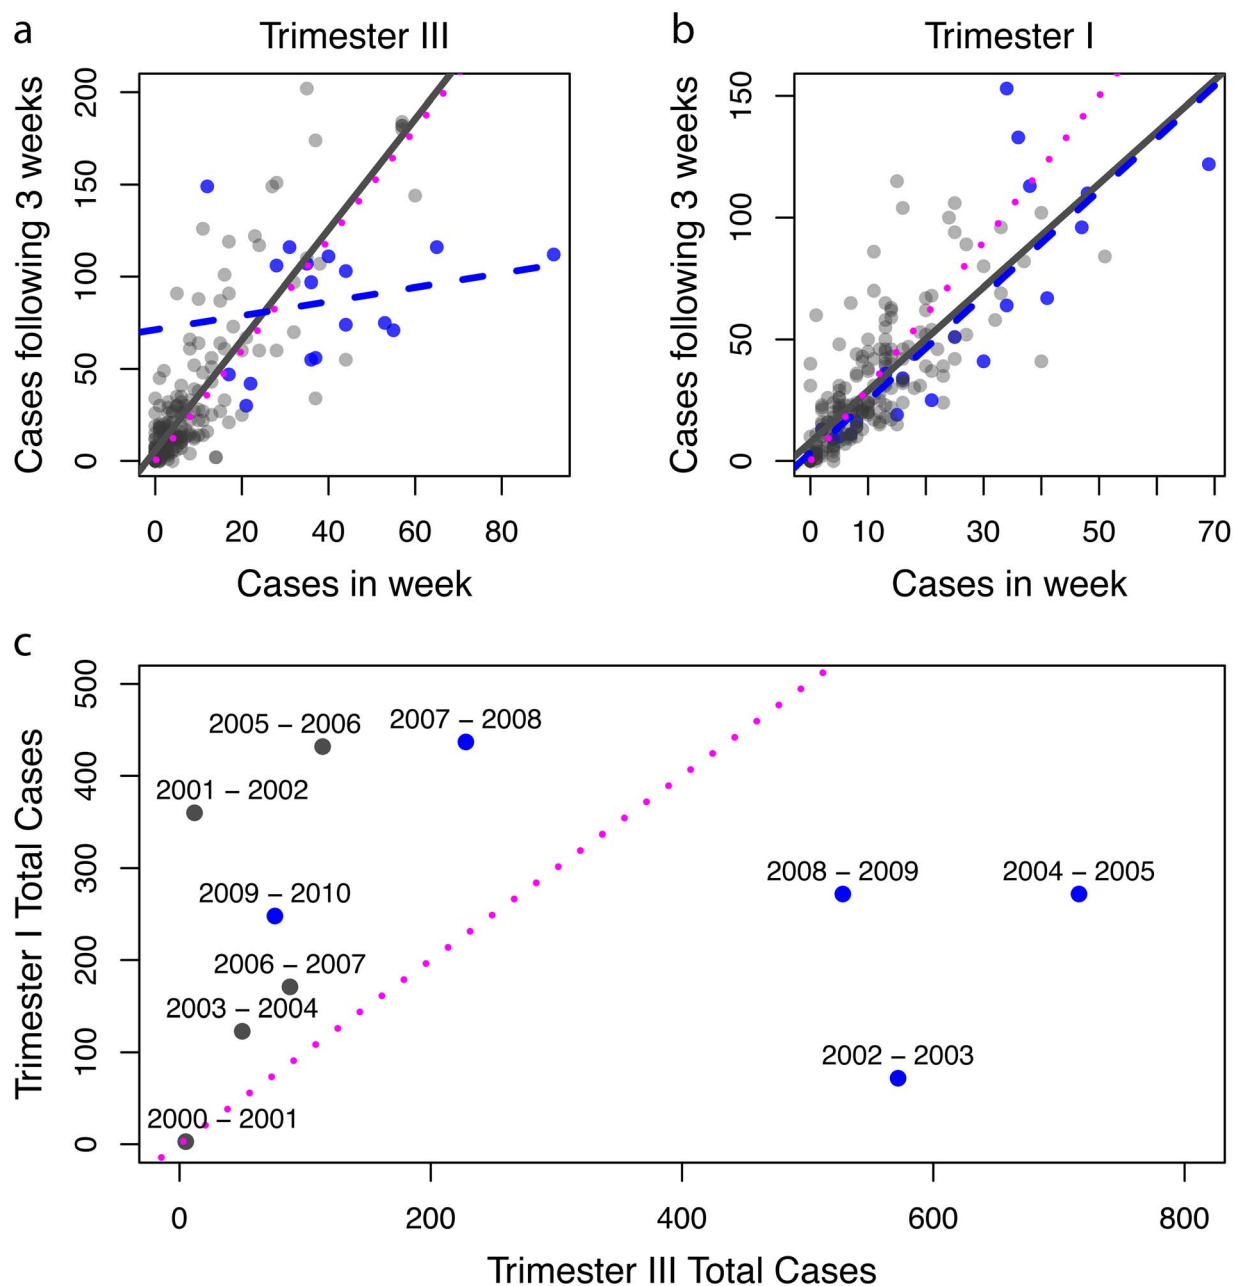 a
Trimester III
Cases following 3 weeks
0 50 100 150 200
0 20 40 60 80
Cases in week
b
Trimester I
Cases following 3 weeks
0 50 100 150
0 10 30 50 70
Cases in week
c
Trimester I Total Cases
0 100 200 300 400 500
2005 – 2006
2007 – 2008
2001 – 2002
2008 – 2009
2004 – 2005
2009 – 2010
2006 – 2007
2003 – 2004
2002 – 2003
2000 – 2001
0 200 400 600 800
Trimester III Total Cases